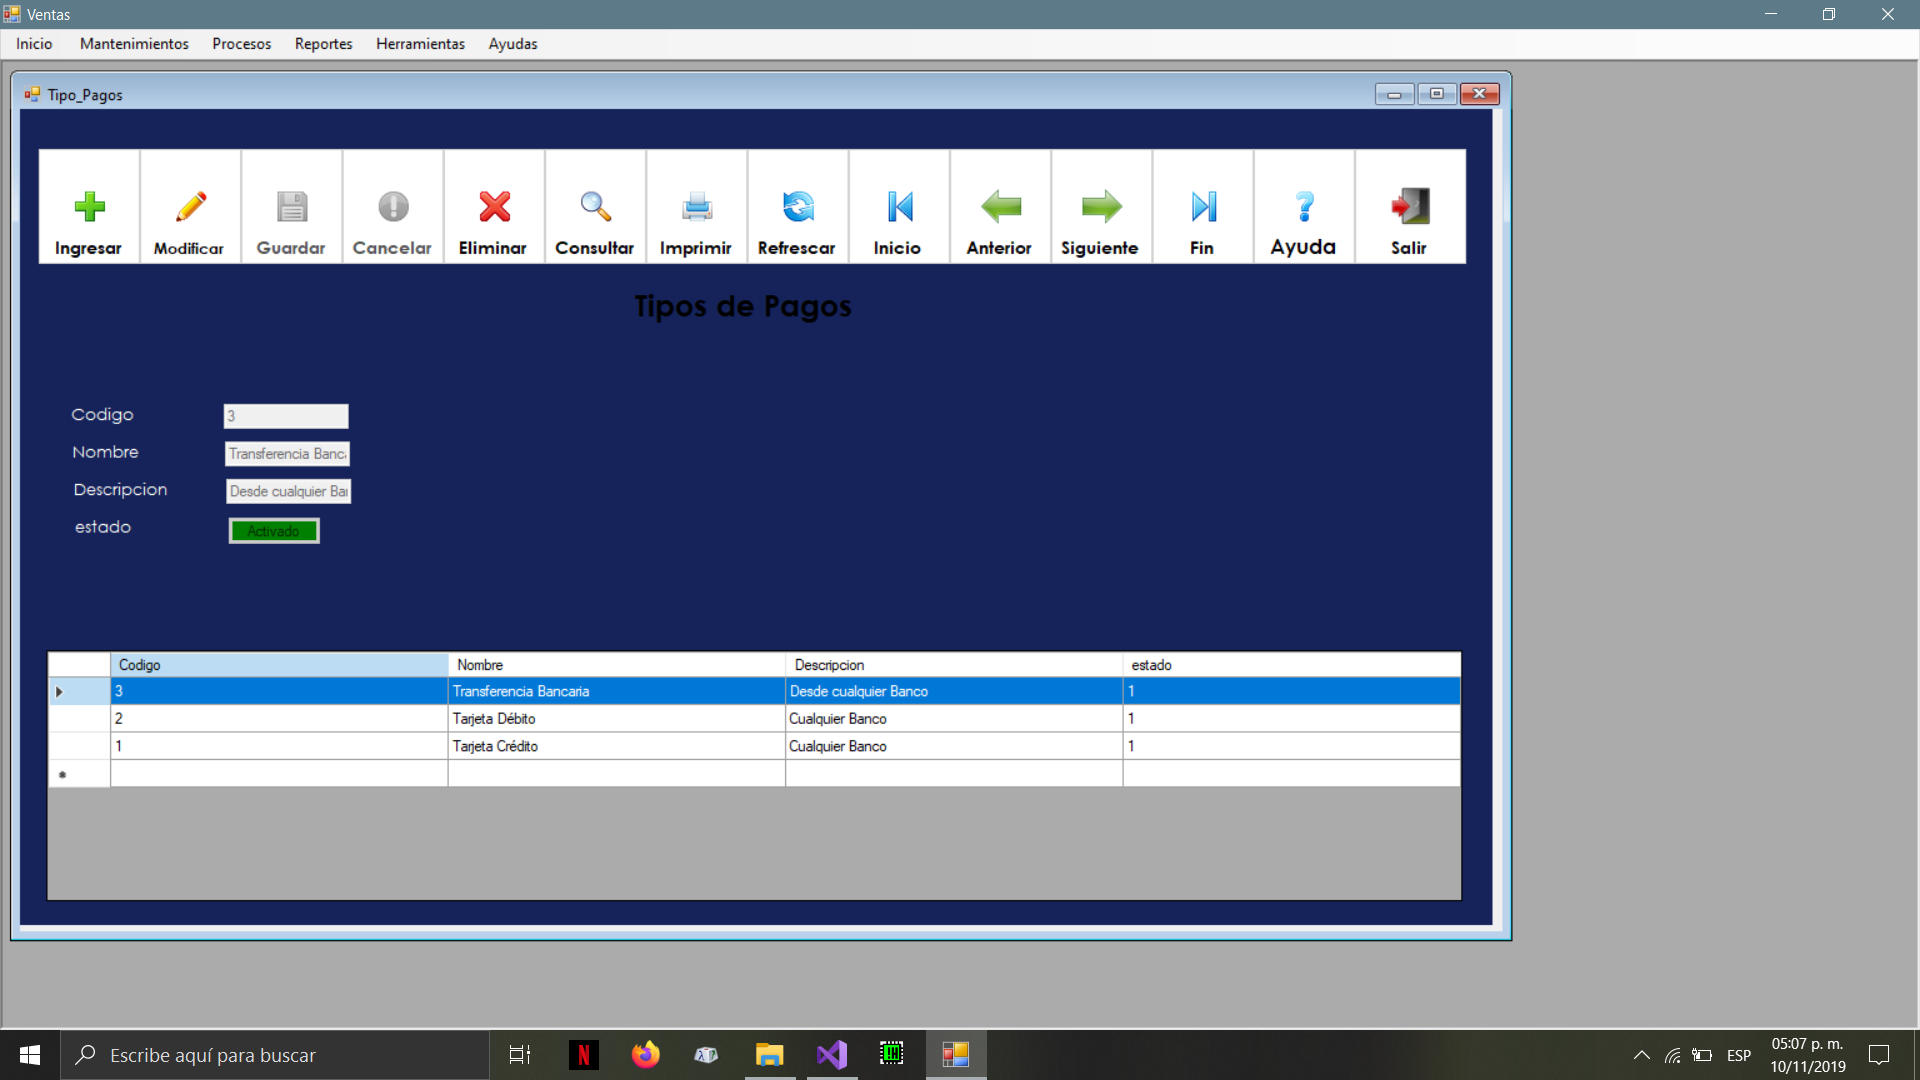 Ventas
Inicio Mantenimientos Procesos Reportes Herramientas Ayudas
Tipo_Pagos
Ingresar Modificar Guardar Cancelar Eliminar Consultar Imprimir Refrescar Inicio Anterior Siguiente Fin Ayuda Salir
Tipos de Pagos
Codigo 3
Nombre Transferencia Banca
Descripcion Desde cualquier Ban
estado Activado
Codigo Nombre Descripcion estado
3 Transferencia Bancaria Desde cualquier Banco 1
2 Tarjeta Débito Cualquier Banco 1
1 Tarjeta Crédito Cualquier Banco 1
Escribe aquí para buscar ESP 05:07 p. m.
10/11/2019